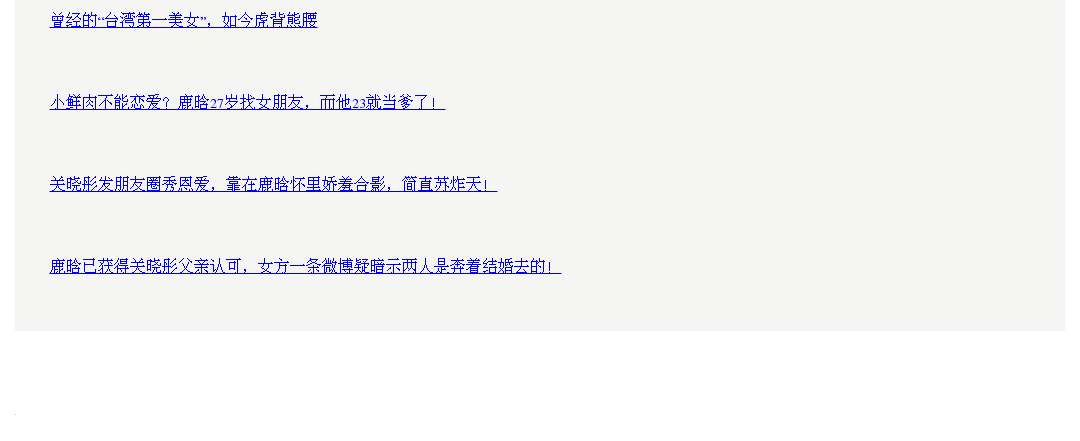 曾经的“台湾第一美女”，如今虎背熊腰
小鲜肉不能恋爱？鹿晗27岁找女朋友，而他23就当爹了！
关晓彤发朋友圈秀恩爱，靠在鹿晗怀里娇羞合影，简直苏炸天！
鹿晗已获得关晓彤父亲认可，女方一条微博疑暗示两人是奔着结婚去的！